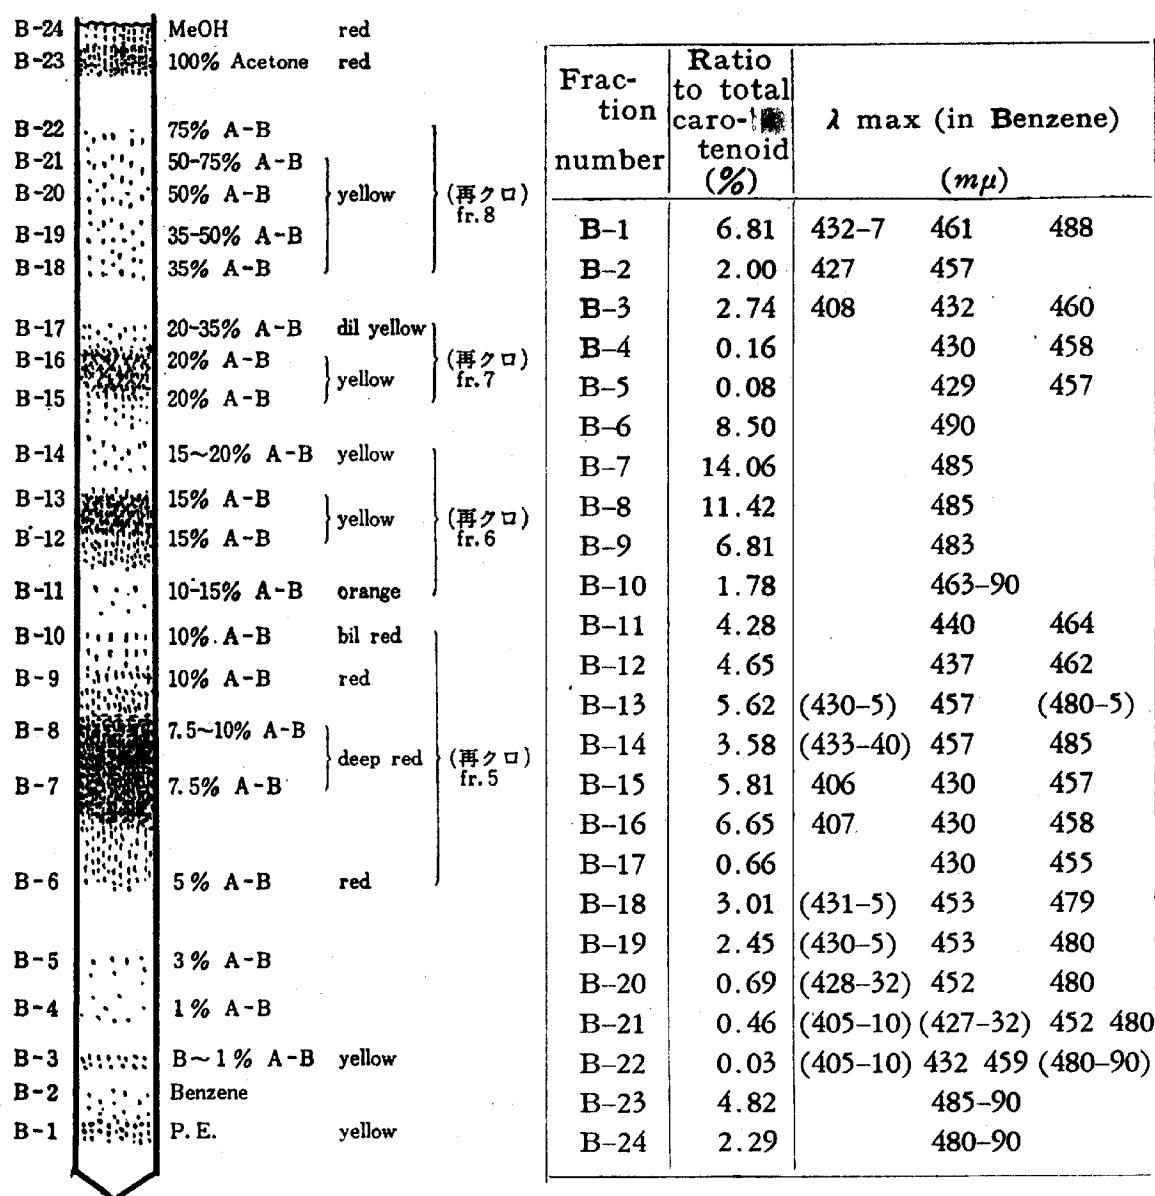 B-24 MeOH red
B-23 100% Acetone red
B-22 75% A-B
B-21 50-75% A-B
B-20 50% A-B yellow (再クロ) fr.8
B-19 35-50% A-B
B-18 35% A-B
B-17 20-35% A-B dil yellow
B-16 20% A-B (再クロ) fr.7
yellow
B-15 20% A-B
B-14 15~20% A-B yellow
B-13 15% A-B
yellow (再クロ) fr.6
B-12 15% A-B
B-11 10-15% A-B orange
B-10 10% A-B bil red
B-9 10% A-B red
B-8 7.5~10% A-B
deep red (再クロ) fr.5
B-7 7.5% A-B
B-6 5% A-B red
B-5 3% A-B
B-4 1% A-B
B-3 B~1% A-B yellow
B-2 Benzene
B-1 P.E. yellow
Frac-
tion
number
Ratio
to total
caro-
tenoid
(%)
λ max (in Benzene)
(mμ)
B-1 6.81 432-7 461 488
B-2 2.00 427 457
B-3 2.74 408 432 460
B-4 0.16 430 458
B-5 0.08 429 457
B-6 8.50 490
B-7 14.06 485
B-8 11.42 485
B-9 6.81 483
B-10 1.78 463-90
B-11 4.28 440 464
B-12 4.65 437 462
B-13 5.62 (430-5) 457 (480-5)
B-14 3.58 (433-40) 457 485
B-15 5.81 406 430 457
B-16 6.65 407 430 458
B-17 0.66 430 455
B-18 3.01 (431-5) 453 479
B-19 2.45 (430-5) 453 480
B-20 0.69 (428-32) 452 480
B-21 0.46 (405-10) (427-32) 452 480
B-22 0.03 (405-10) 432 459 (480-90)
B-23 4.82 485-90
B-24 2.29 480-90